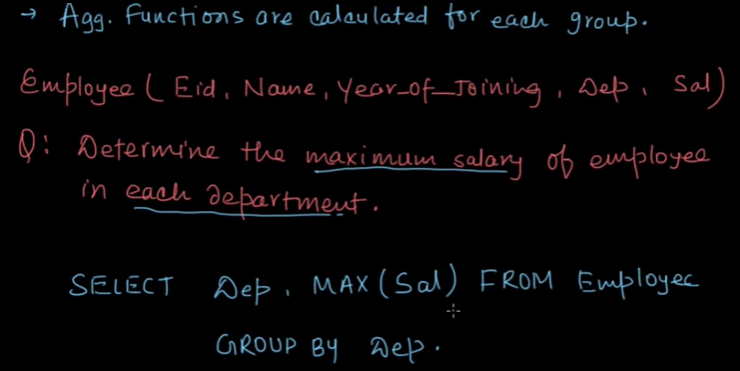 → Agg. Functions are calculated for each group.
Employee ( Eid, Name, Year_of_Joining, Dep, Sal)
Q: Determine the maximum salary of employee
in each department.
SELECT Dep, MAX(Sal) FROM Employee
GROUP BY Dep.